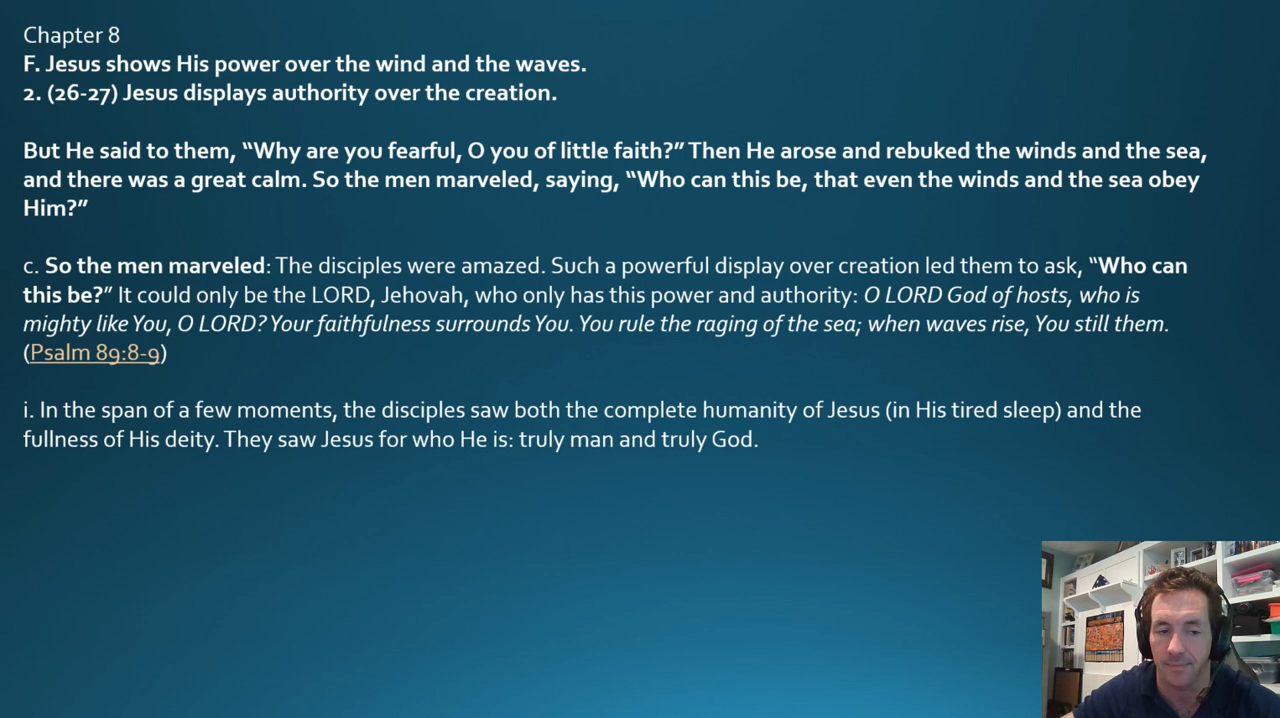 Chapter 8
F. Jesus shows His power over the wind and the waves.
2. (26-27) Jesus displays authority over the creation.
But He said to them, “Why are you fearful, O you of little faith?” Then He arose and rebuked the winds and the sea,
and there was a great calm. So the men marveled, saying, “Who can this be, that even the winds and the sea obey
Him?”
c. So the men marveled: The disciples were amazed. Such a powerful display over creation led them to ask, “Who can
this be?” It could only be the LORD, Jehovah, who only has this power and authority: O LORD God of hosts, who is
mighty like You, O LORD? Your faithfulness surrounds You. You rule the raging of the sea; when waves rise, You still them.
(Psalm 89:8-9)
i. In the span of a few moments, the disciples saw both the complete humanity of Jesus (in His tired sleep) and the
fullness of His deity. They saw Jesus for who He is: truly man and truly God.